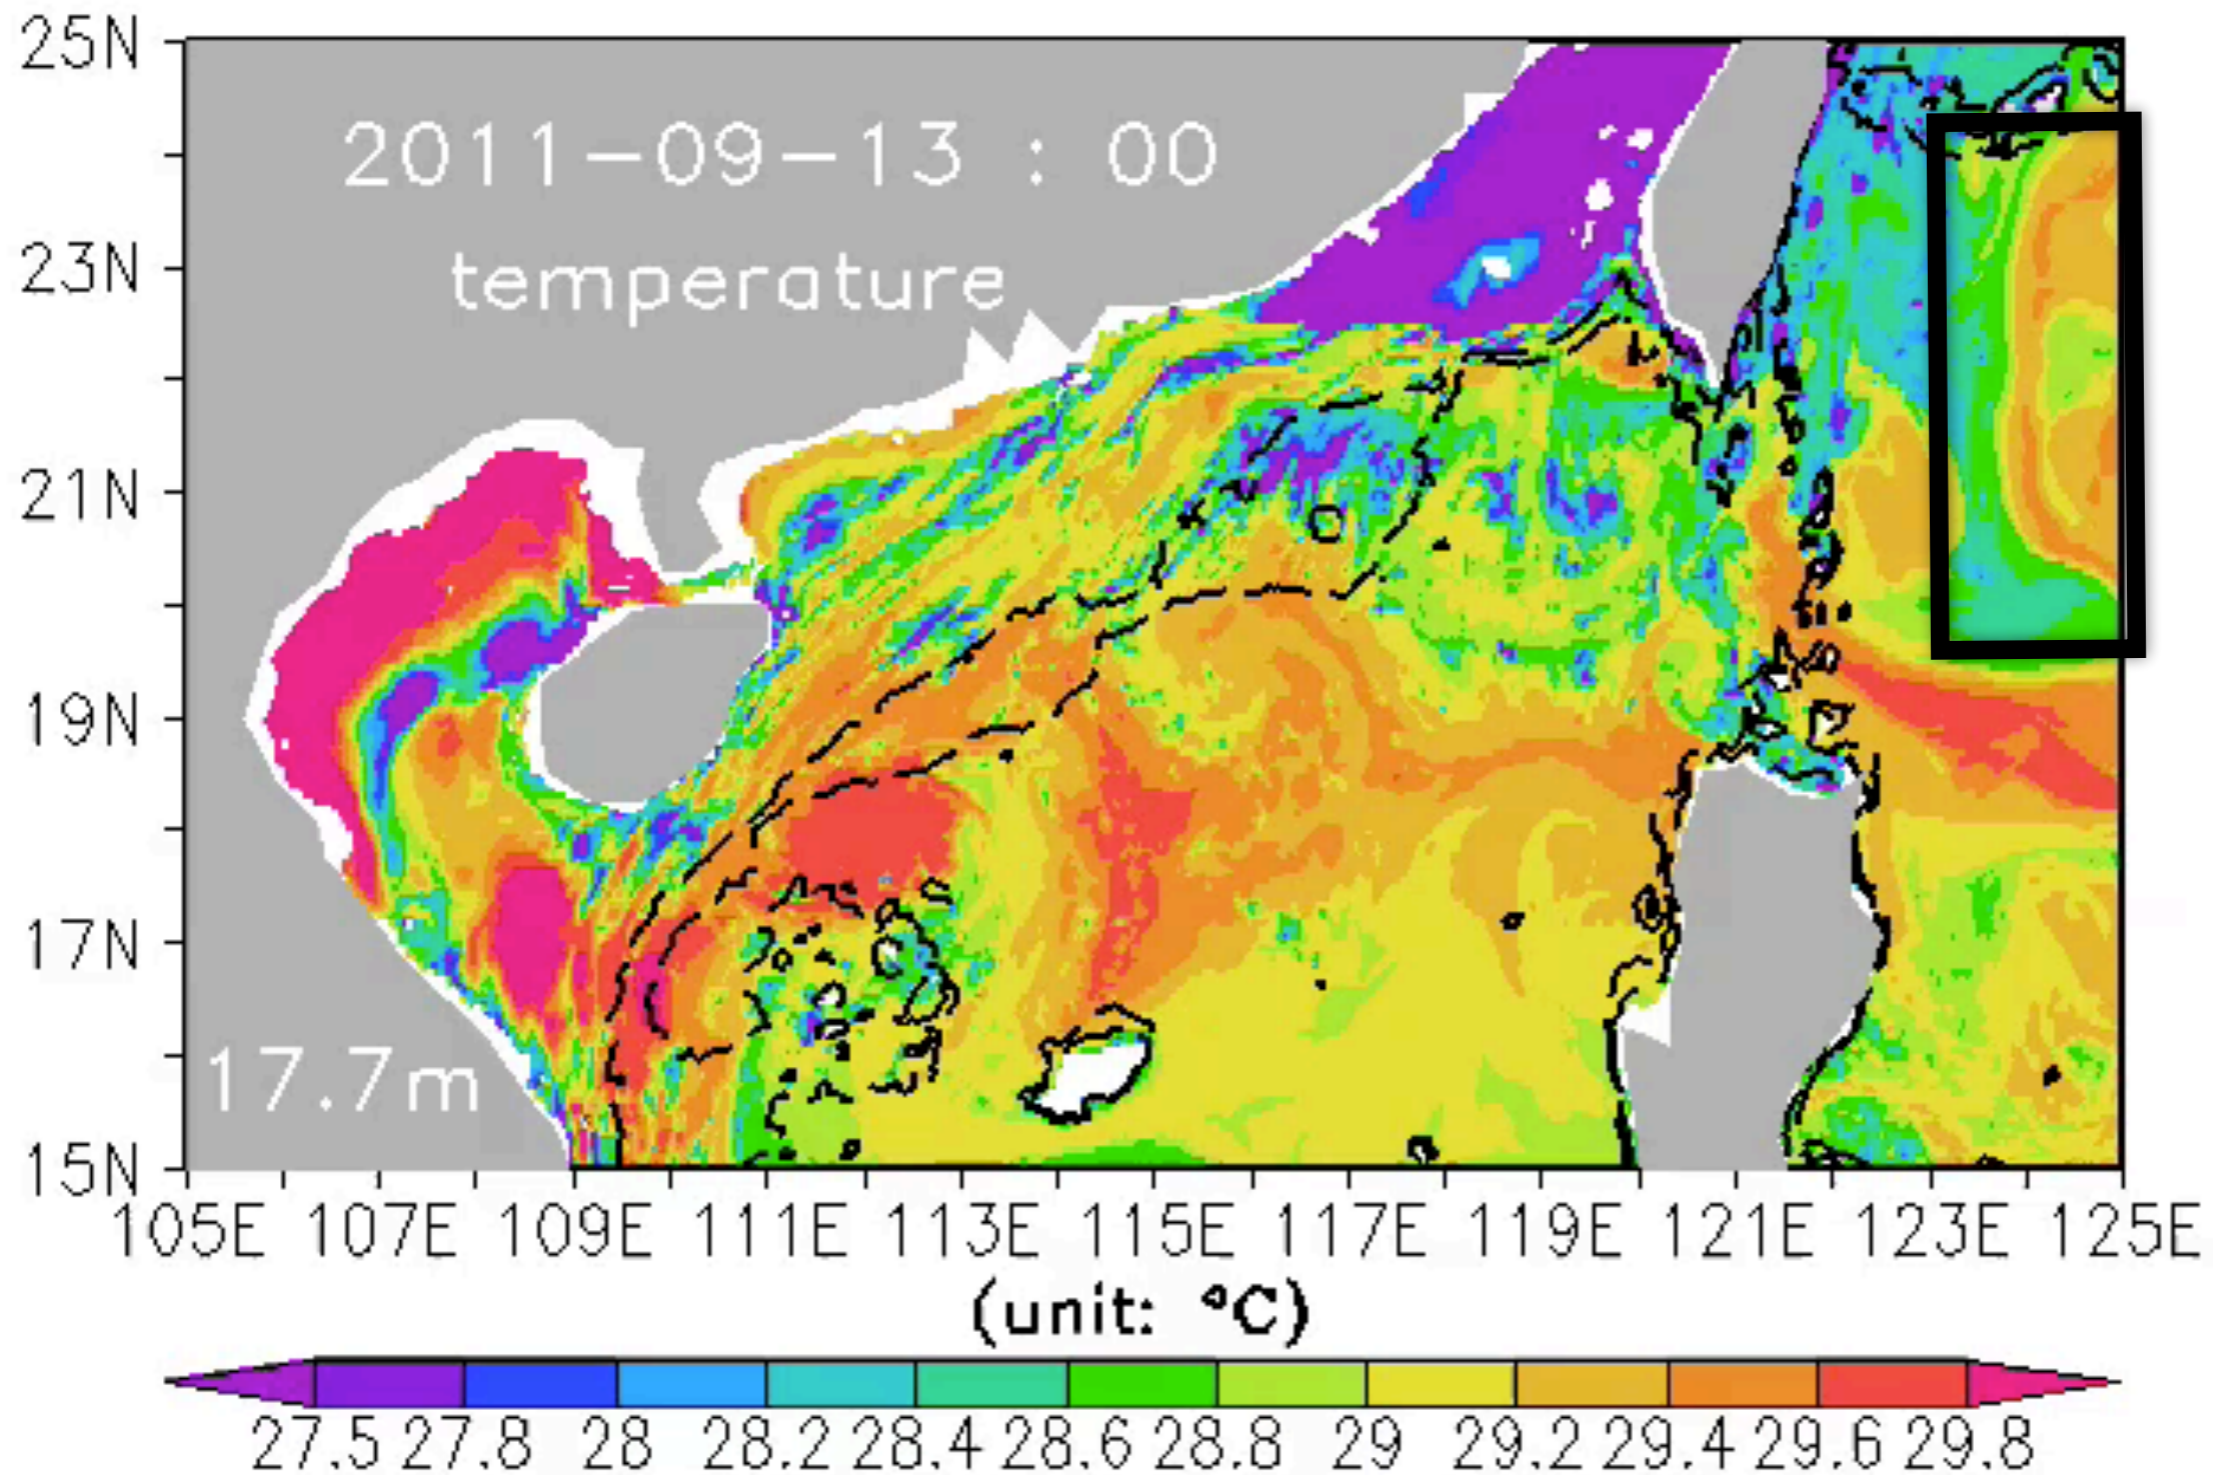 25N
2011-09-13 : 00
23N
temperature
21N
19N
17N
17.7m
15N
105E 107E 109E 111E 113E 115E 117E 119E 121E 123E 125E
(unit: °C)
27.5 27.8 28 28.2 28.4 28.6 28.8 29 29.2 29.4 29.6 29.8